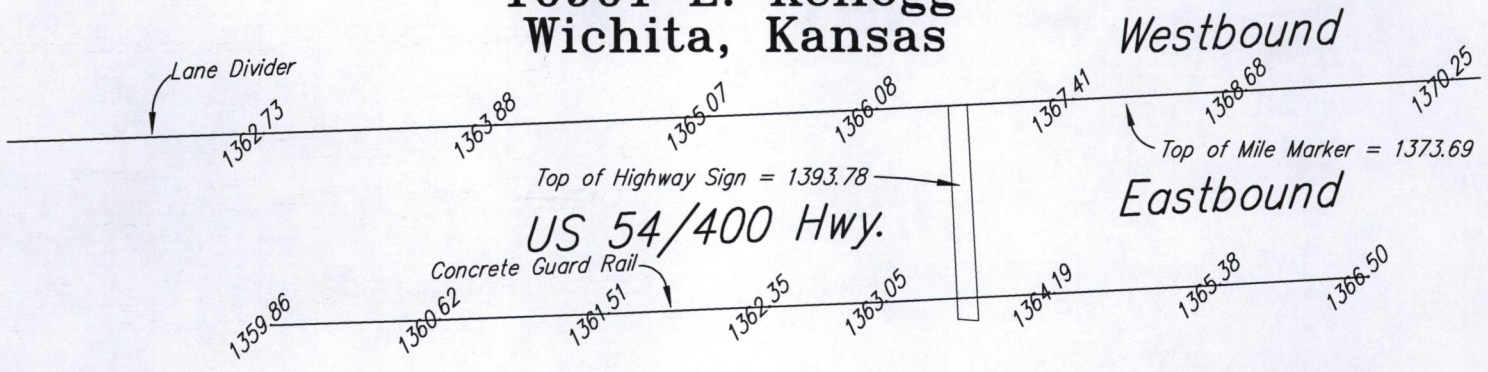 Wichita, Kansas
Westbound
Lane Divider
1362.73
1363.88
1365.07
1366.08
1367.41
1368.68
1370.25
Top of Mile Marker = 1373.69
Top of Highway Sign = 1393.78
Eastbound
US 54/400 Hwy.
Concrete Guard Rail
1359.86
1360.62
1361.51
1362.35
1363.05
1364.19
1365.38
1366.50